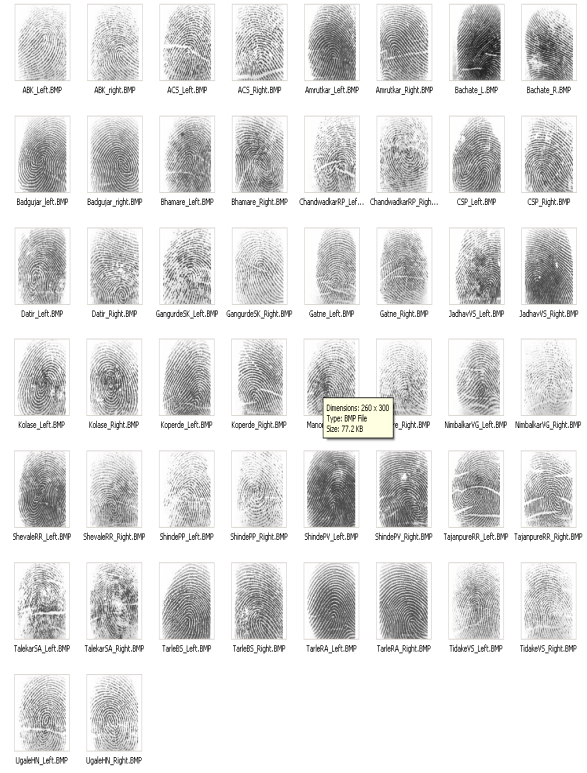 ABK_Left.BMP ABK_right.BMP ACS_Left.BMP ACS_Right.BMP Amrutkar_Left.BMP Amrutkar_Right.BMP Bachate_L.BMP Bachate_R.BMP
Badgujar_left.BMP Badgujar_right.BMP Bhamare_Left.BMP Bhamare_Right.BMP ChandwadkarRP_Lef... ChandwadkarRP_Righ... CSP_Left.BMP CSP_Right.BMP
Datir_Left.BMP Datir_Right.BMP GangurdeSK_Left.BMP GangurdeSK_Right.BMP Gatne_Left.BMP Gatne_Right.BMP JadhavVS_Left.BMP JadhavVS_Right.BMP
Dimensions: 260 x 300
Type: BMP File
Size: 77.2 KB
Kolase_Left.BMP Kolase_Right.BMP Koperde_Left.BMP Koperde_Right.BMP NimbalkarVG_Left.BMP NimbalkarVG_Right.BMP
ShevaleRR_Left.BMP ShevaleRR_Right.BMP ShindePP_Left.BMP ShindePP_Right.BMP ShindePV_Left.BMP ShindePV_Right.BMP TajanpureRR_Left.BMP TajanpureRR_Right.BMP
TalekarSA_Left.BMP TalekarSA_Right.BMP TarleBS_Left.BMP TarleBS_Right.BMP TarleRA_Left.BMP TarleRA_Right.BMP TidakeVS_Left.BMP TidakeVS_Right.BMP
UgaleHN_Left.BMP UgaleHN_Right.BMP